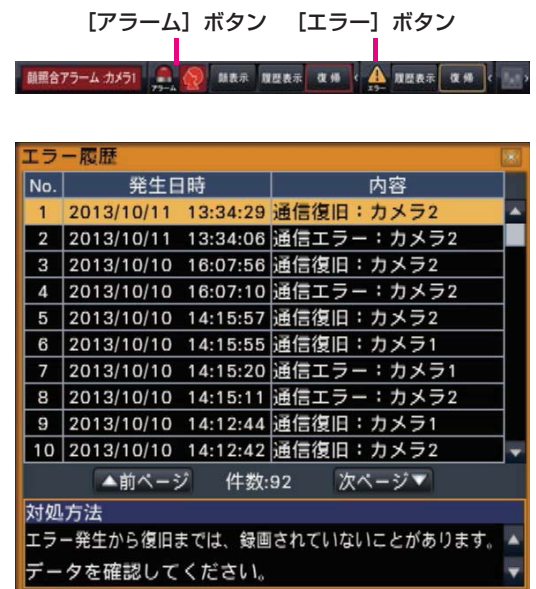 ［アラーム］ボタン ［エラー］ボタン
顔照合アラーム:カメラ1 アラーム 顔表示 履歴表示 復帰 エラー 履歴表示 復帰
エラー履歴
No. 発生日時 内容
1 2013/10/11 13:34:29 通信復旧：カメラ2
2 2013/10/11 13:34:06 通信エラー：カメラ2
3 2013/10/10 16:07:56 通信復旧：カメラ2
4 2013/10/10 16:07:10 通信エラー：カメラ2
5 2013/10/10 14:15:57 通信復旧：カメラ2
6 2013/10/10 14:15:55 通信復旧：カメラ1
7 2013/10/10 14:15:20 通信エラー：カメラ1
8 2013/10/10 14:15:11 通信エラー：カメラ2
9 2013/10/10 14:12:44 通信復旧：カメラ1
10 2013/10/10 14:12:42 通信復旧：カメラ2
▲前ページ 件数:92 次ページ▼
対処方法
エラー発生から復旧までは、録画されていないことがあります。
データを確認してください。